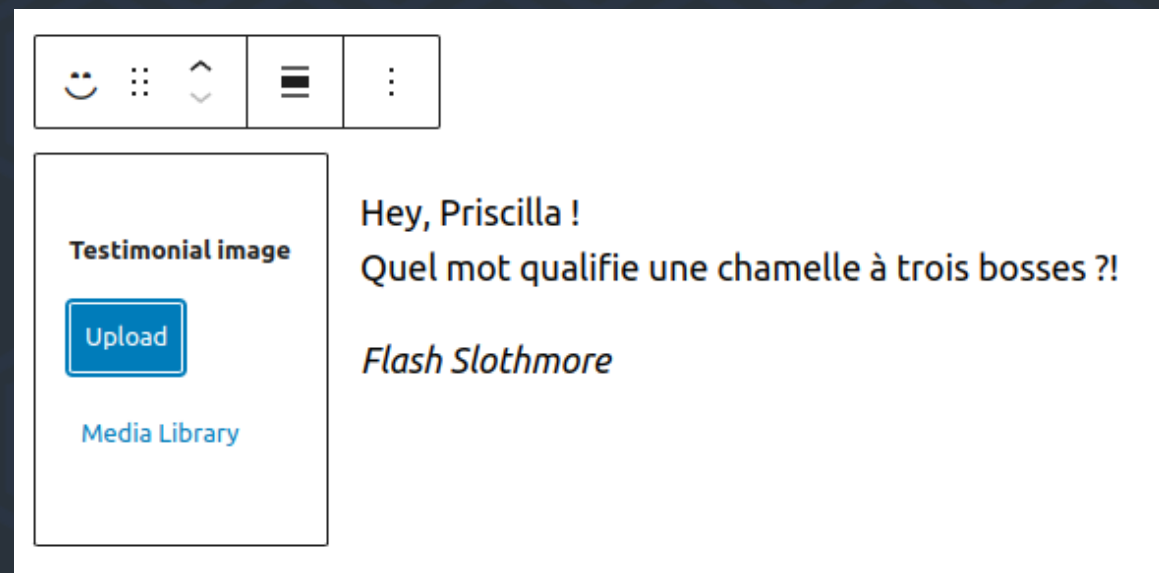 Testimonial image
Upload
Media Library
Hey, Priscilla !
Quel mot qualifie une chamelle à trois bosses ?!
Flash Slothmore